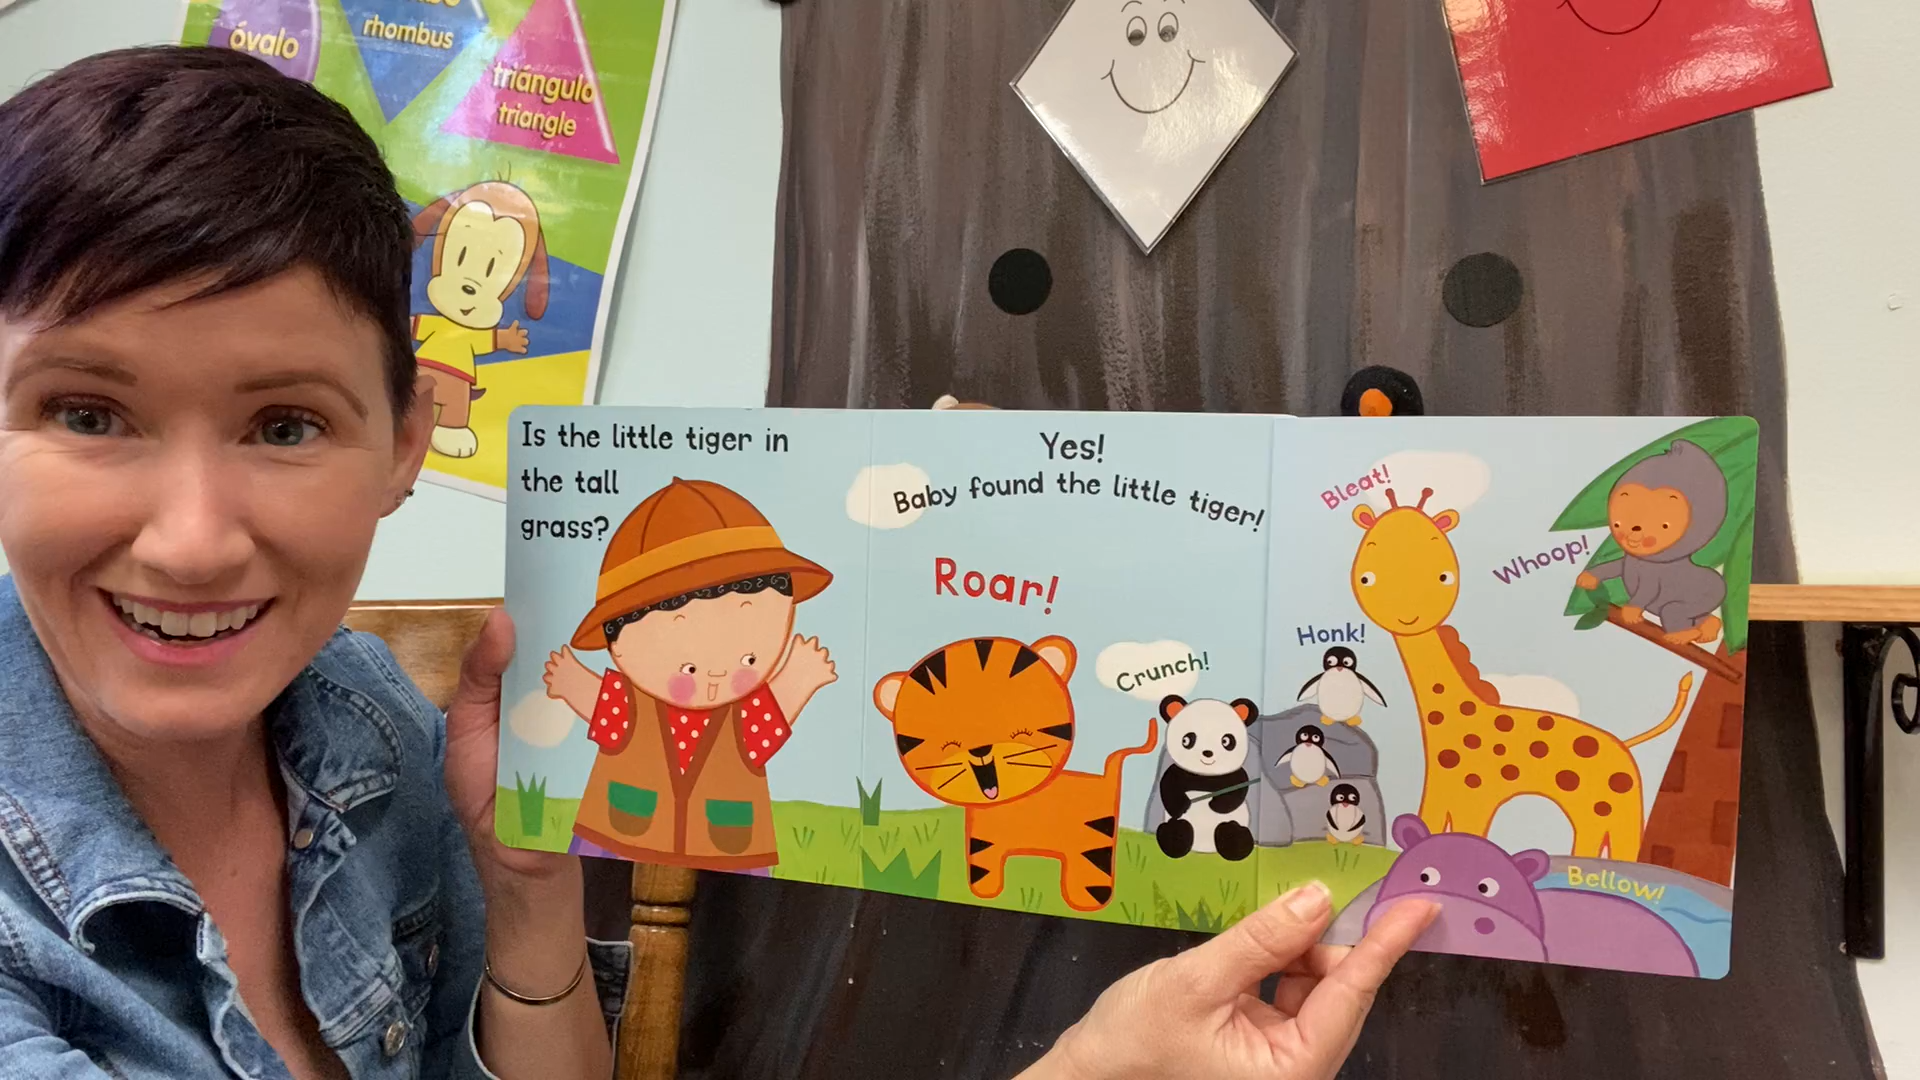 óvalo
rhombus
triángulo
triangle
Is the little tiger in
the tall
grass?
Yes!
Baby found the little tiger!
Roar!
Crunch!
Bleat!
Whoop!
Honk!
Bellow!